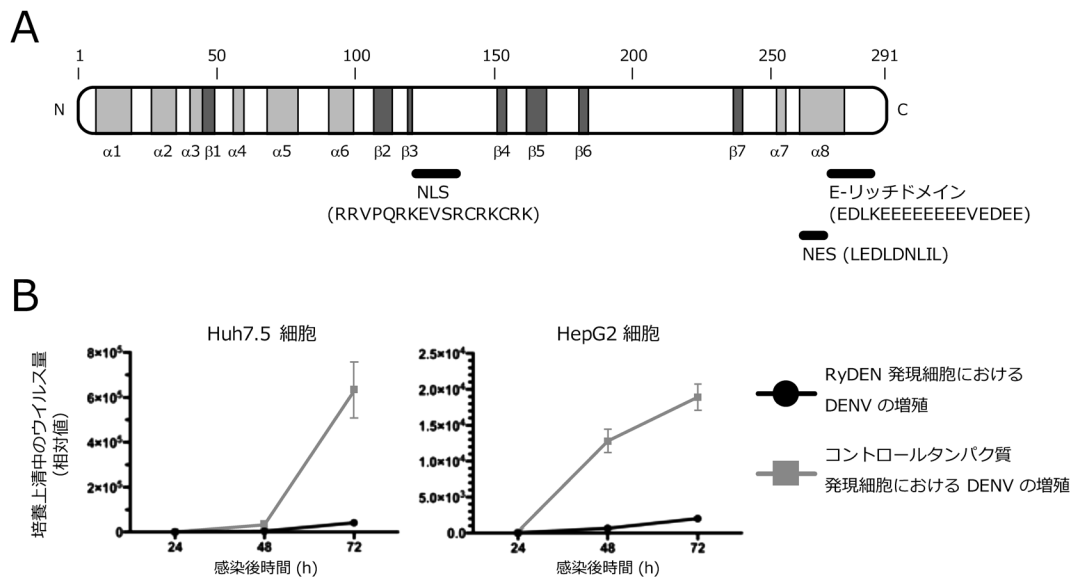 A
1 50 100 150 200 250 291
N C
α1 α2 α3 β1 α4 α5 α6 β2 β3 β4 β5 β6 β7 α7 α8
NLS
(RRVPQRKEVSRCRKCRK)
E-リッチドメイン
(EDLKEEEEEEEEVEDEE)
NES (LEDLDNLIL)
B
Huh7.5 細胞
培養上清中のウイルス量
(相対値)
8×10⁵
6×10⁵
4×10⁵
2×10⁵
0
24 48 72
感染後時間 (h)
HepG2 細胞
2.5×10⁴
2.0×10⁴
1.5×10⁴
1.0×10⁴
5.0×10³
0.0
24 48 72
感染後時間 (h)
RyDEN 発現細胞における
DENV の増殖
コントロールタンパク質
発現細胞における DENV の増殖